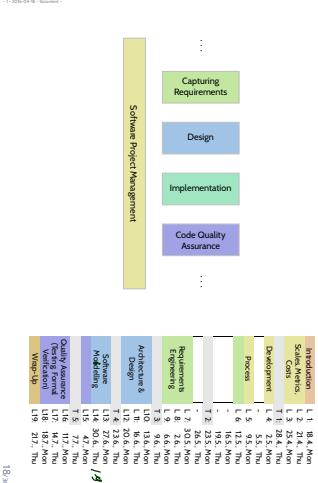 - 1 - 2016-04-18 - Sdocument -
⋮
Capturing
Requirements
Design
Implementation
Code Quality
Assurance
⋮
Software Project Management
Introduction
L 1: 18.4., Mon
Scales, Metrics,
Costs
L 2: 21.4., Thu
L 3: 25.4., Mon
T 1: 28.4., Thu
Development
L 4: 2.5., Mon
- 5.5., Thu
Process
L 5: 9.5., Mon
L 6: 12.5., Thu
- 16.5., Mon
- 19.5., Thu
T 2: 23.5., Mon
- 26.5., Thu
Requirements
Engineering
L 7: 30.5., Mon
L 8: 2.6., Thu
L 9: 6.6., Mon
T 3: 9.6., Thu
Architecture &
Design
L10: 13.6., Mon
L 11: 16.6., Thu
L12: 20.6., Mon
T 4: 23.6., Thu
Software
Modelling
L13: 27.6., Mon
L14: 30.6., Thu
L15: 4.7., Mon
T 5: 7.7., Thu
Quality Assurance
(Testing, Formal
Verification)
L16: 11.7., Mon
L17: 14.7., Thu
L18: 18.7., Mon
Wrap-Up
L19: 21.7., Thu